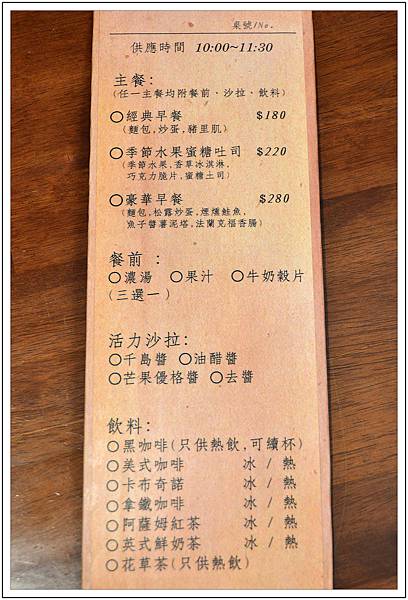 桌號/No.
供應時間 10:00~11:30
主餐:
(任一主餐均附餐前、沙拉、飲料)
○經典早餐 $180
(麵包,炒蛋,豬里肌)
○季節水果蜜糖吐司 $220
(季節水果,香草冰淇淋,
巧克力脆片,蜜糖土司)
○豪華早餐 $280
(麵包,松露炒蛋,煙燻鮭魚,
魚子醬薯泥塔,法蘭克福香腸)
餐前:
○濃湯 ○果汁 ○牛奶穀片
(三選一)
活力沙拉:
○千島醬 ○油醋醬
○芒果優格醬 ○去醬
飲料:
○黑咖啡(只供熱飲,可續杯)
○美式咖啡 冰 / 熱
○卡布奇諾 冰 / 熱
○拿鐵咖啡 冰 / 熱
○阿薩姆紅茶 冰 / 熱
○英式鮮奶茶 冰 / 熱
○花草茶(只供熱飲)